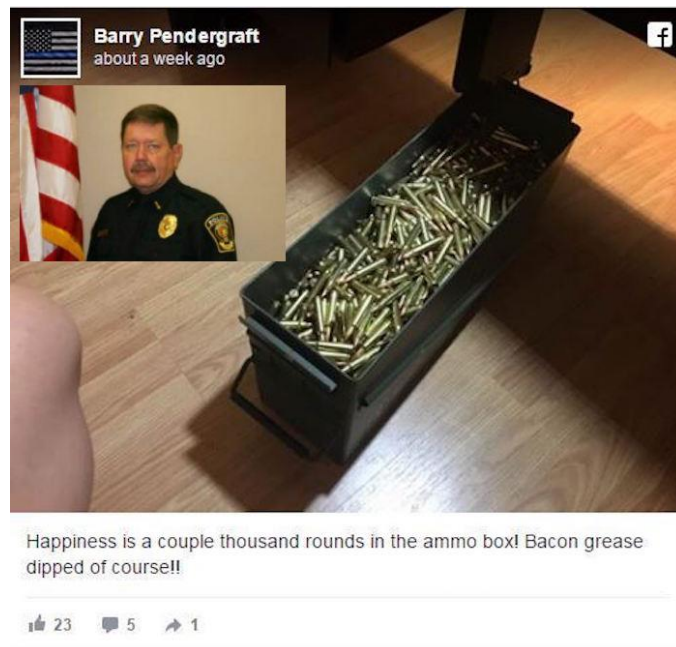 Barry Pendergraft
about a week ago
f
Happiness is a couple thousand rounds in the ammo box! Bacon grease
dipped of course!!
23 5 1